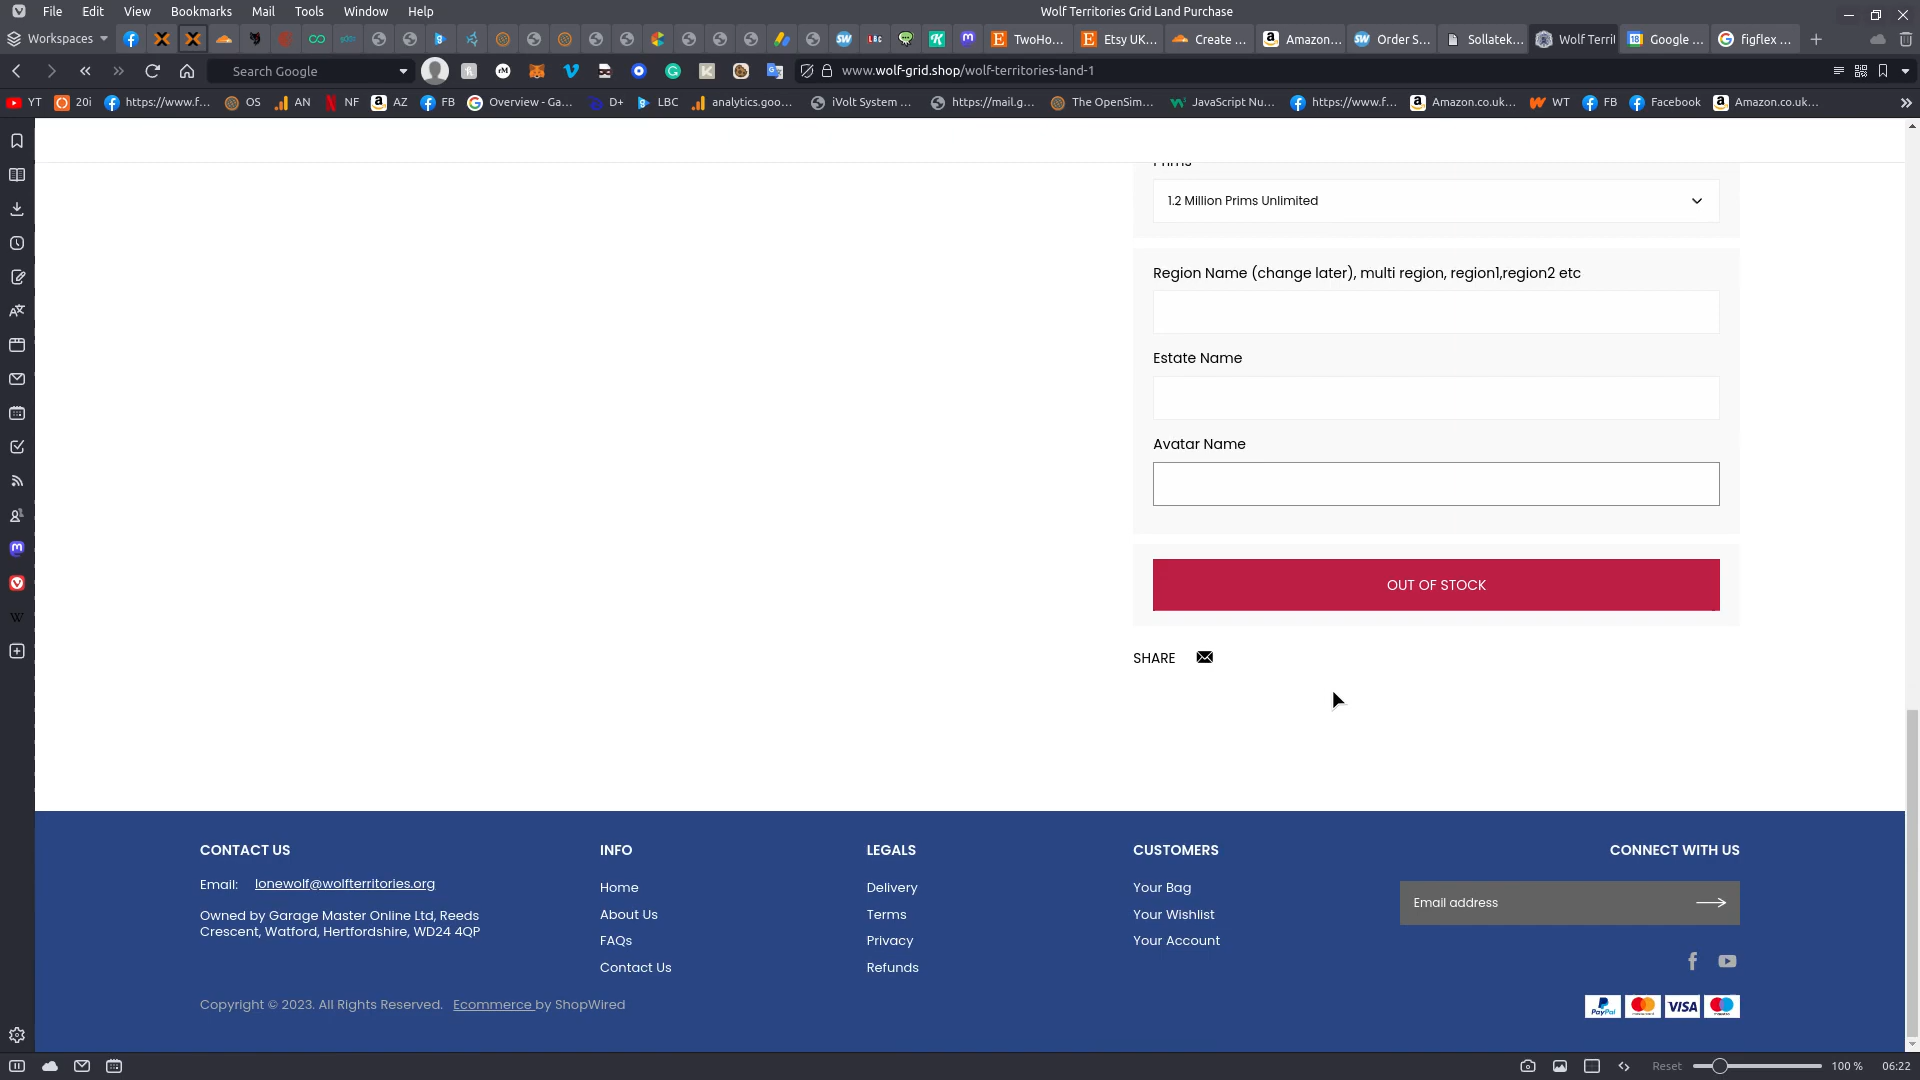 File Edit View Bookmarks Mail Tools Window Help
Wolf Territories Grid Land Purchase
Workspaces
TwoHo...
Etsy UK...
Create ...
Amazon...
Order S...
Sollatek...
Wolf Territ
Google ...
figflex ...
Search Google
www.wolf-grid.shop/wolf-territories-land-1
YT 20i https://www.f... OS AN NF AZ FB Overview - Ga... D+ LBC analytics.goo... iVolt System ... https://mail.g... The OpenSim... JavaScript Nu... https://www.f... Amazon.co.uk... WT FB Facebook Amazon.co.uk...
Prims
1.2 Million Prims Unlimited
Region Name (change later), multi region, region1,region2 etc
Estate Name
Avatar Name
OUT OF STOCK
SHARE
CONTACT US
Email: lonewolf@wolfterritories.org
Owned by Garage Master Online Ltd, Reeds
Crescent, Watford, Hertfordshire, WD24 4QP
INFO
Home
About Us
FAQs
Contact Us
LEGALS
Delivery
Terms
Privacy
Refunds
CUSTOMERS
Your Bag
Your Wishlist
Your Account
CONNECT WITH US
Email address
Copyright © 2023. All Rights Reserved. Ecommerce by ShopWired
PayPal mastercard VISA maestro
Reset 100 % 06:22